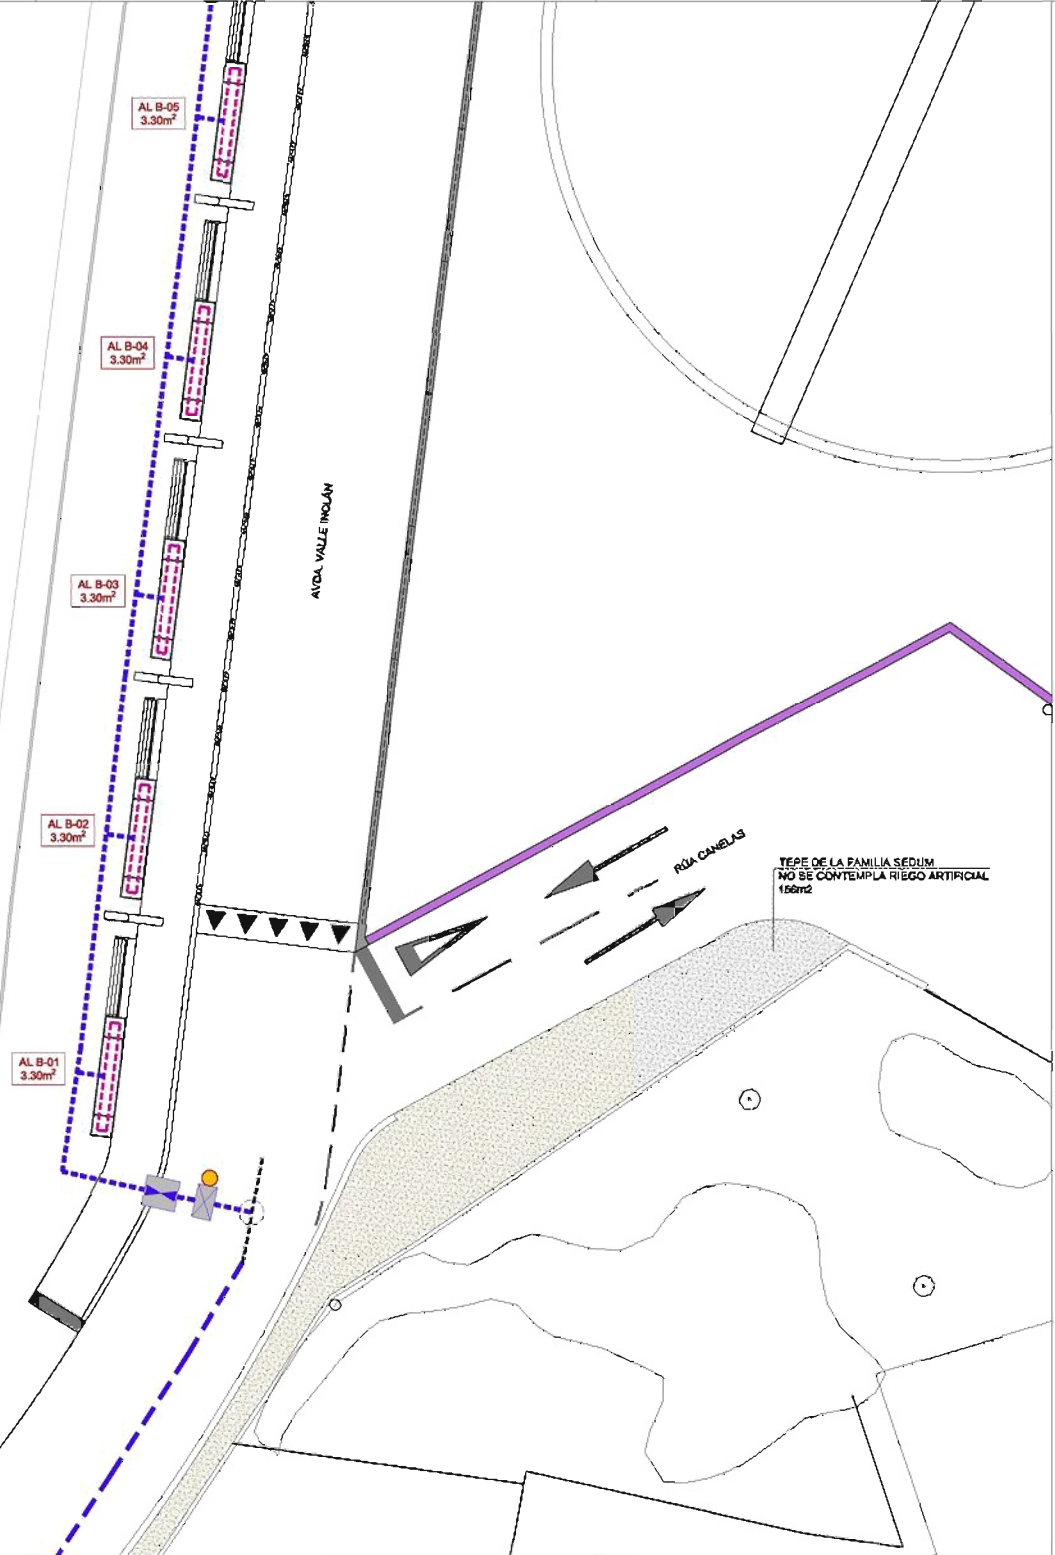 AL B-05
3.30m²
AL B-04
3.30m²
AL B-03
3.30m²
AVDA. VALLE INCLÁN
AL B-02
3.30m²
RÚA CANELAS
TEPE DE LA FAMILIA SEDUM
NO SE CONTEMPLA RIEGO ARTIFICIAL
156m2
AL B-01
3.30m²